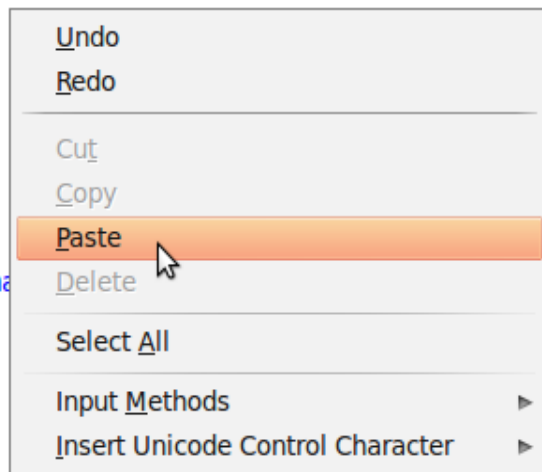 Undo
Redo
Cut
Copy
Paste
Delete
Select All
Input Methods
Insert Unicode Control Character